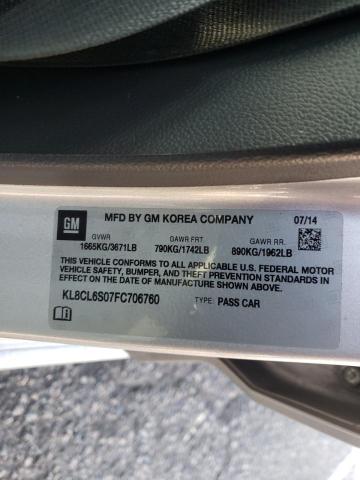 GM
MFD BY GM KOREA COMPANY 07/14
GVWR GAWR FRT GAWR RR
1665KG/3671LB 790KG/1742LB 890KG/1962LB
THIS VEHICLE CONFORMS TO ALL APPLICABLE U.S. FEDERAL MOTOR
VEHICLE SAFETY, BUMPER, AND THEFT PREVENTION STANDARDS IN
EFFECT ON THE DATE OF MANUFACTURE SHOWN ABOVE.
KL8CL6S07FC706760 TYPE: PASS CAR